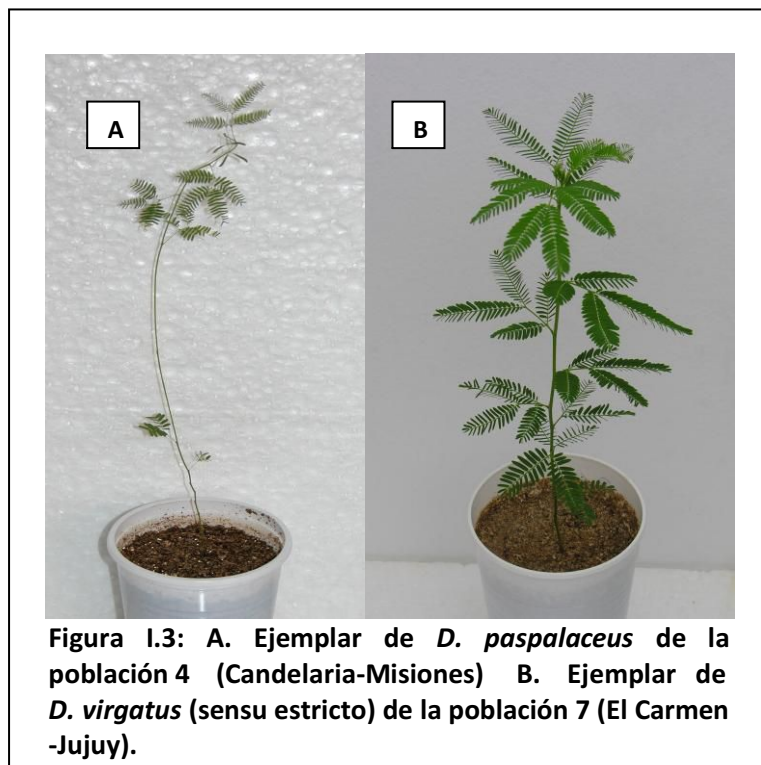 A
B
Figura I.3: A. Ejemplar de D. paspalaceus de la
población 4 (Candelaria-Misiones) B. Ejemplar de
D. virgatus (sensu estricto) de la población 7 (El Carmen
-Jujuy).